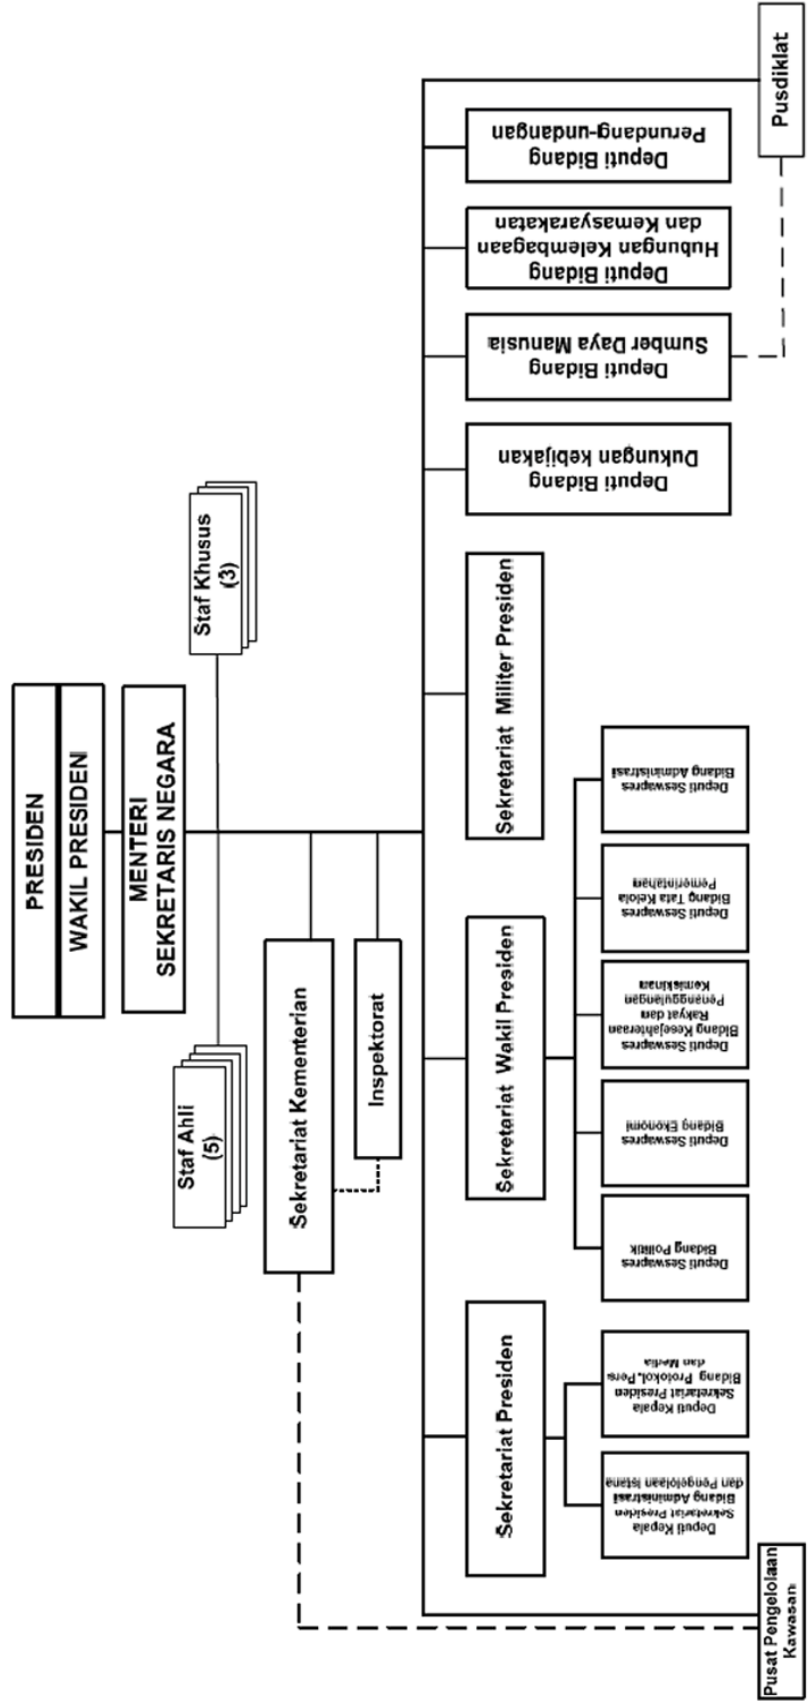 PRESIDEN
WAKIL PRESIDEN
MENTERI
SEKRETARIS NEGARA
Staf Ahli
(5)
Staf Khusus
(3)
Sekretariat Kementerian
Inspektorat
Sekretariat Presiden
Sekretariat Wakil Presiden
Sekretariat Militer Presiden
Deputi Bidang
Dukungan kebijakan
Deputi Bidang
Sumber Daya Manusia
Deputi Bidang
Hubungan Kelembagaan
dan Kemasyarakatan
Deputi Bidang
Perundang-undangan
Deputi Kepala
Sekretariat Presiden
Bidang Administrasi
dan Pengelolaan Istana
Deputi Kepala
Sekretariat Presiden
Bidang Protokol, Pers
dan Media
Deputi Seswapres
Bidang Politik
Deputi Seswapres
Bidang Ekonomi
Deputi Seswapres
Bidang Kesejahteraan
Rakyat dan
Penanggulangan
Kemiskinan
Deputi Seswapres
Bidang Tata Kelola
Pemerintahan
Deputi Seswapres
Bidang Administrasi
Pusat Pengelolaan
Kawasan
Pusdiklat